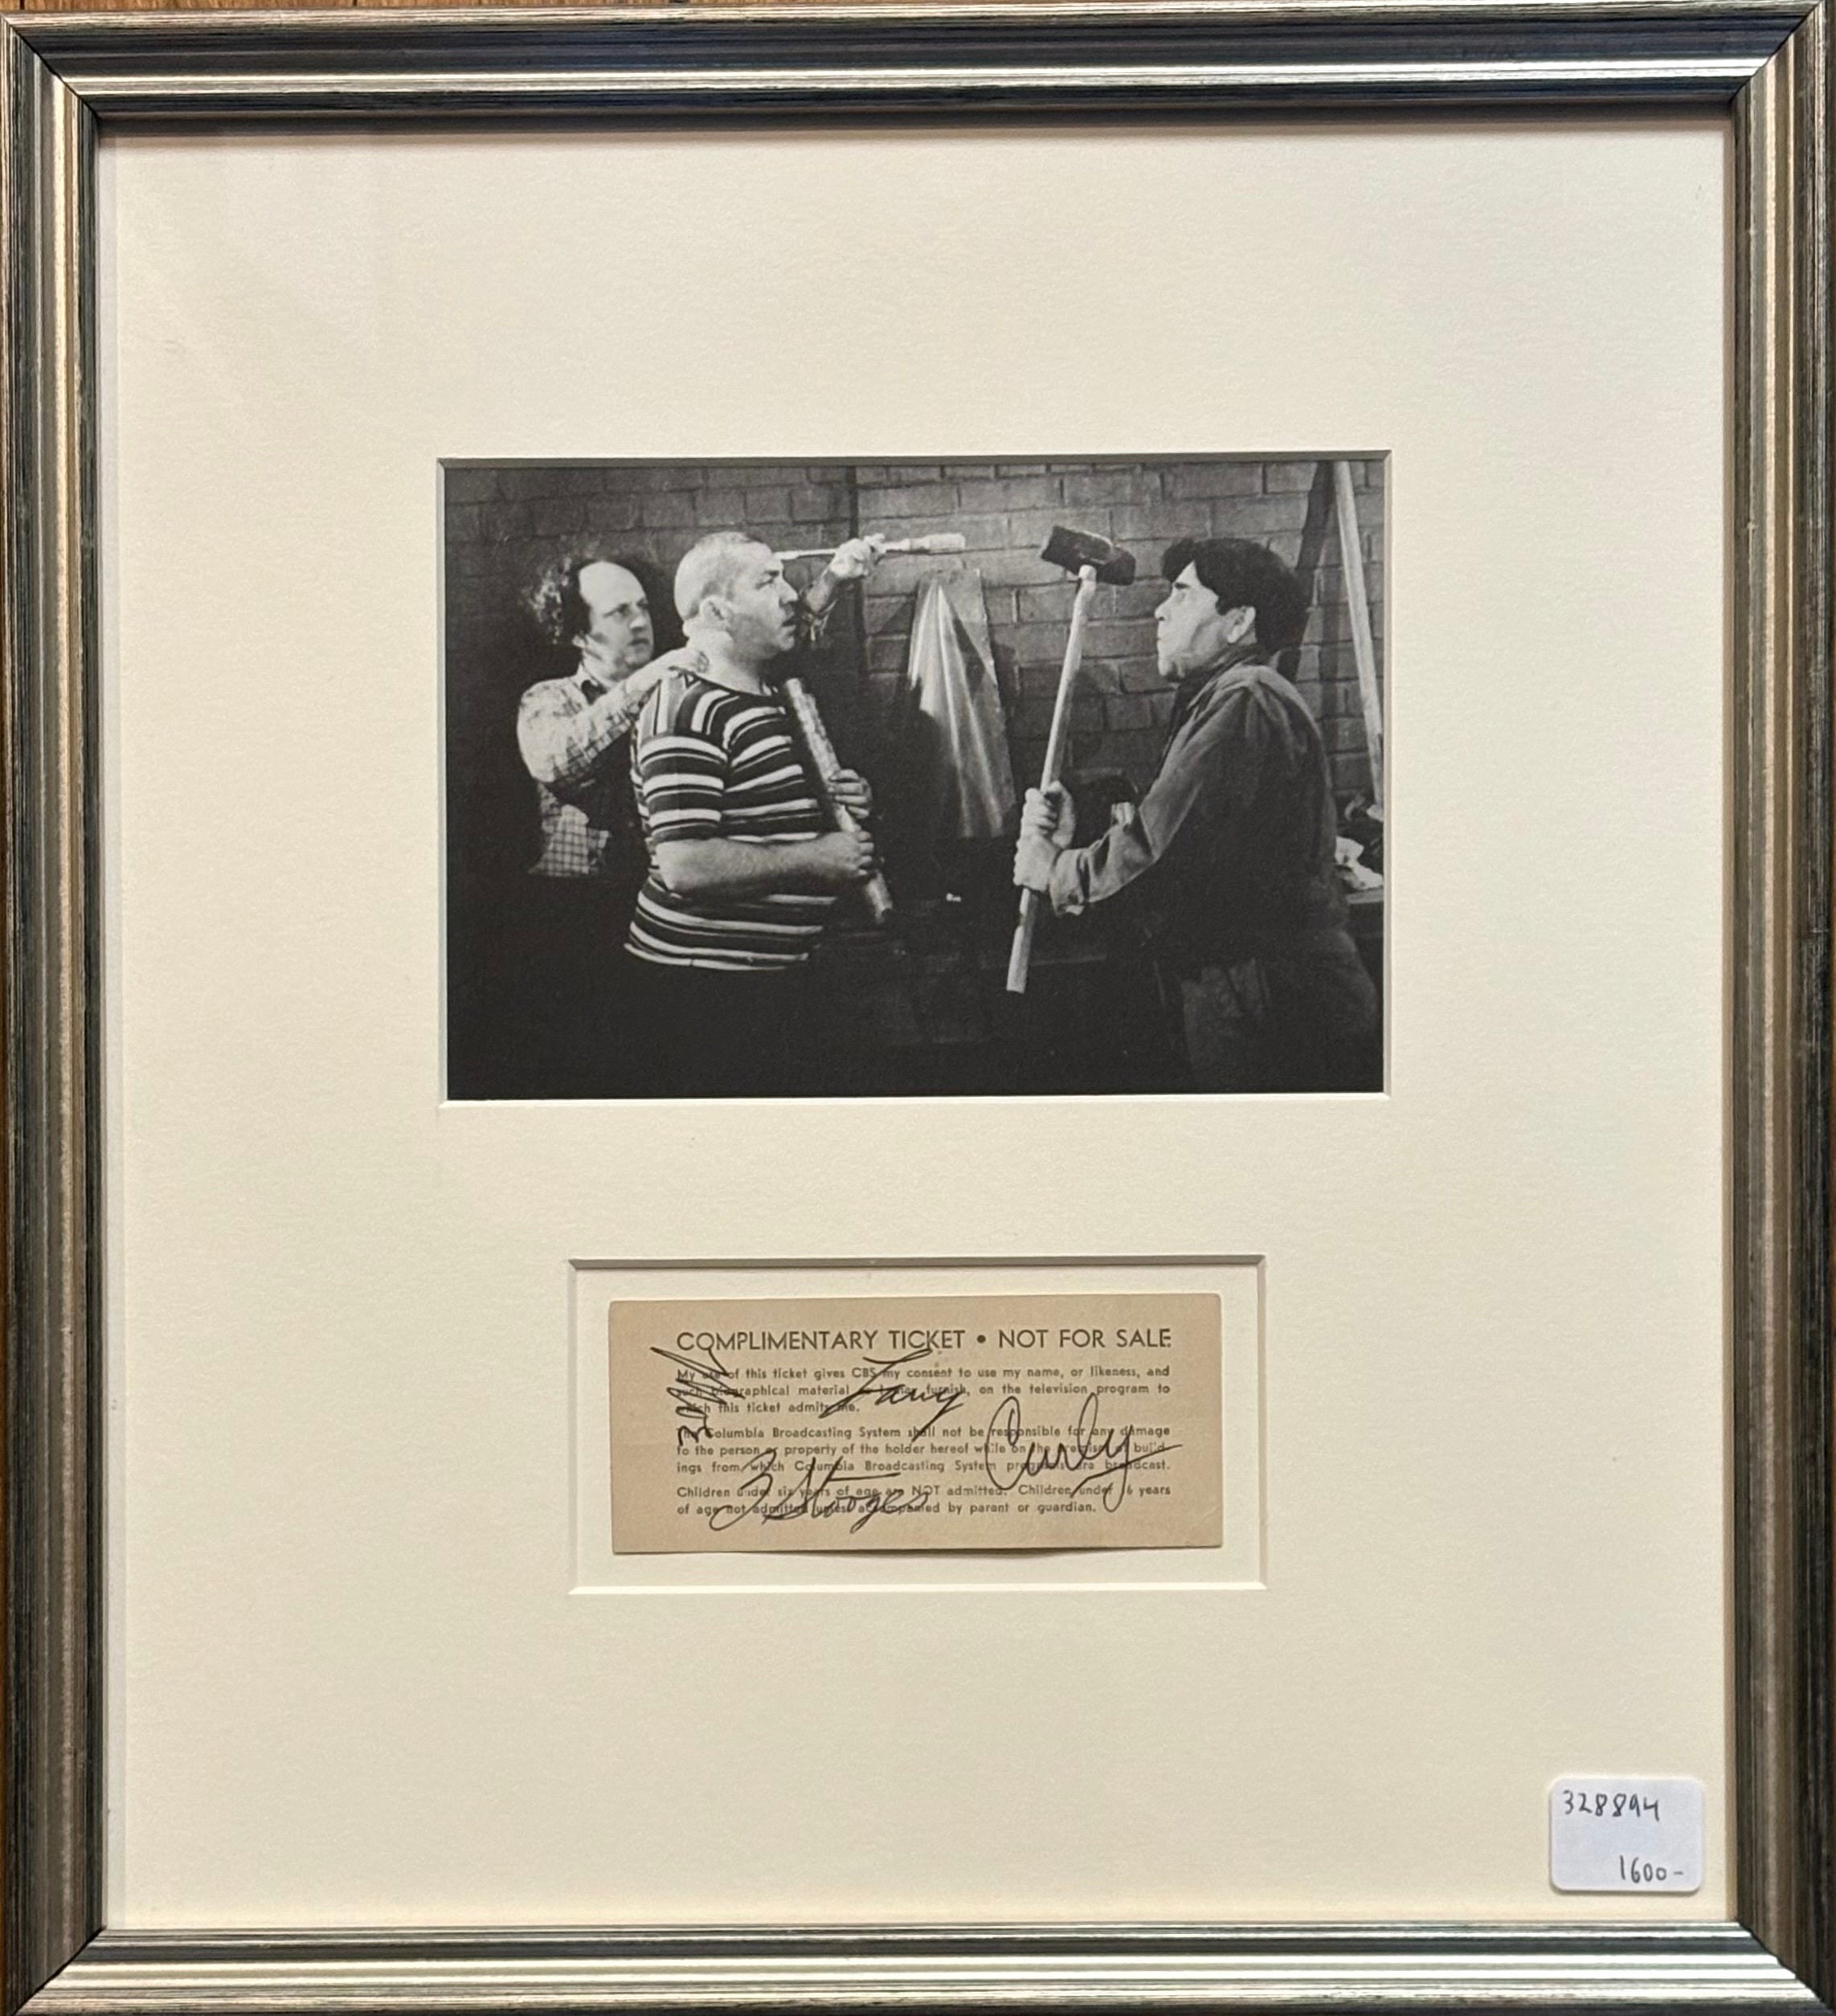 COMPLIMENTARY TICKET • NOT FOR SALE
My use of this ticket gives CBS my consent to use my name, or likeness, and
such biographical material furnish, on the television program to
which this ticket admits me.
The Columbia Broadcasting System shall not be responsible for any damage
to the person or property of the holder hereof while on the premises of build-
ings from which Columbia Broadcasting System programs are broadcast.
Children under six years of age are NOT admitted. Children under 16 years
of age not admitted unless accompanied by parent or guardian.
MOE
Larry
Curly
3 Stooges
328894
1600-